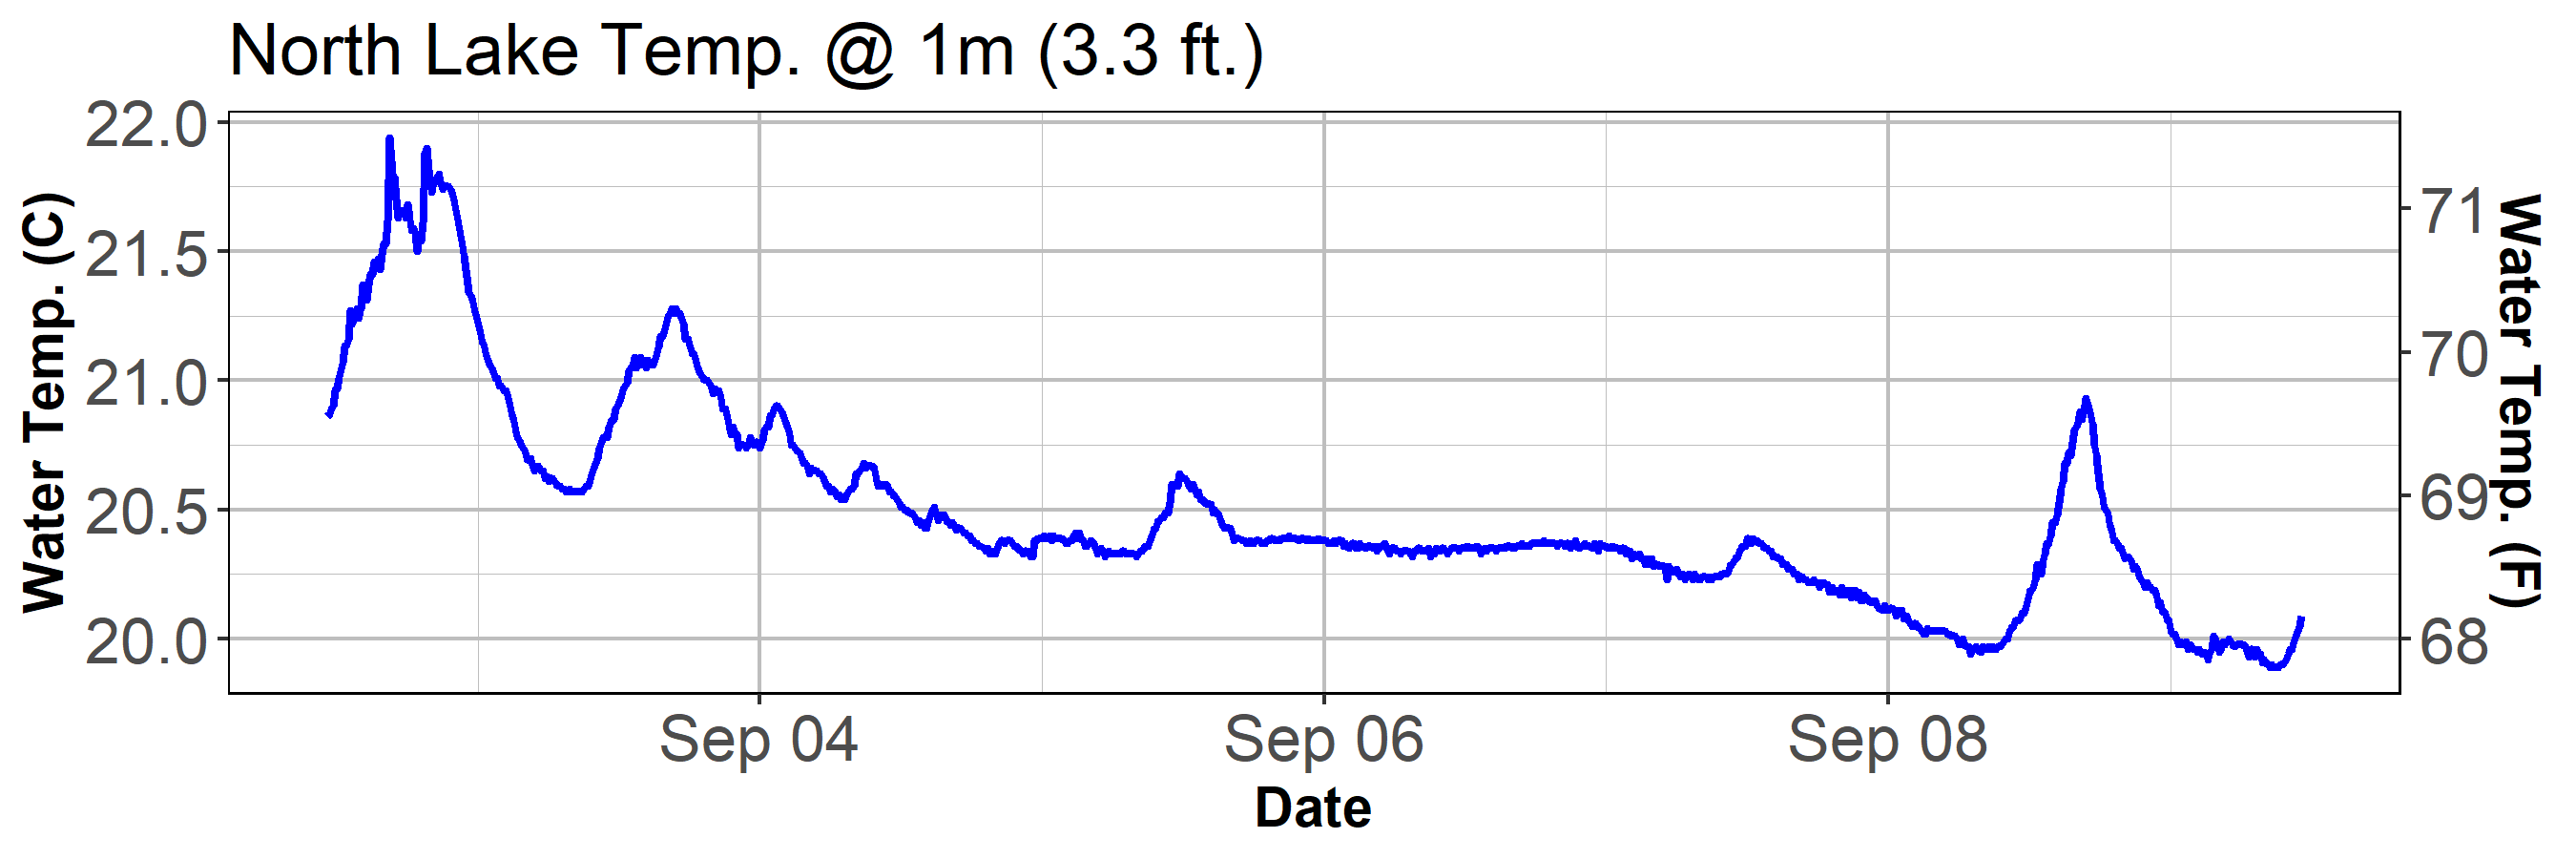 North Lake Temp. @ 1m (3.3 ft.)
22.0
21.5
21.0
20.5
20.0
Water Temp. (C)
71
70
69
68
Water Temp. (F)
Sep 04 Sep 06 Sep 08
Date